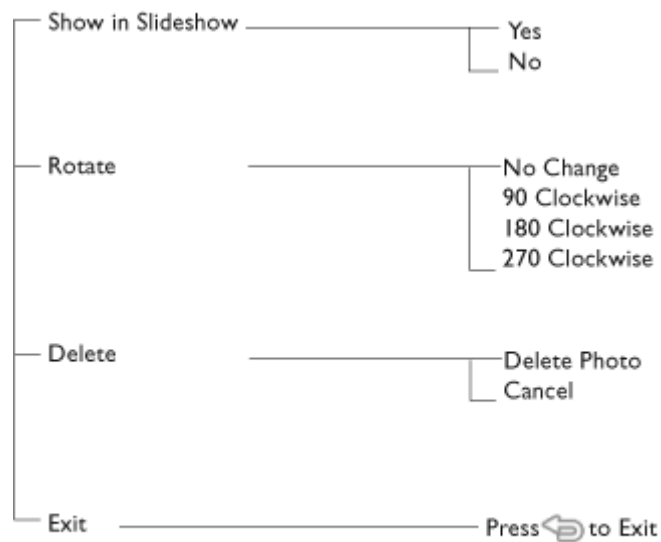 Show in Slideshow Yes
No
Rotate No Change
90 Clockwise
180 Clockwise
270 Clockwise
Delete Delete Photo
Cancel
Exit Press to Exit